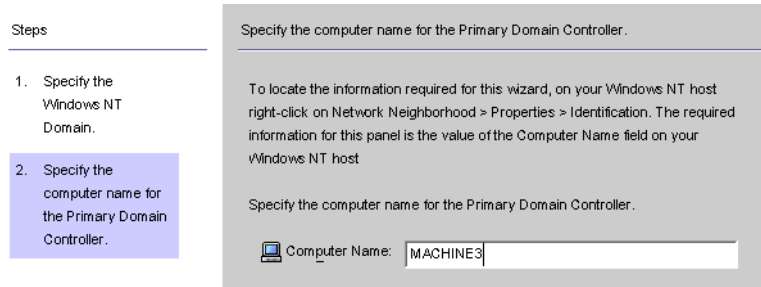 Steps
1. Specify the
Windows NT
Domain.
2. Specify the
computer name for
the Primary Domain
Controller.
Specify the computer name for the Primary Domain Controller.
To locate the information required for this wizard, on your Windows NT host
right-click on Network Neighborhood > Properties > Identification. The required
information for this panel is the value of the Computer Name field on your
Windows NT host
Specify the computer name for the Primary Domain Controller.
Computer Name: MACHINE3